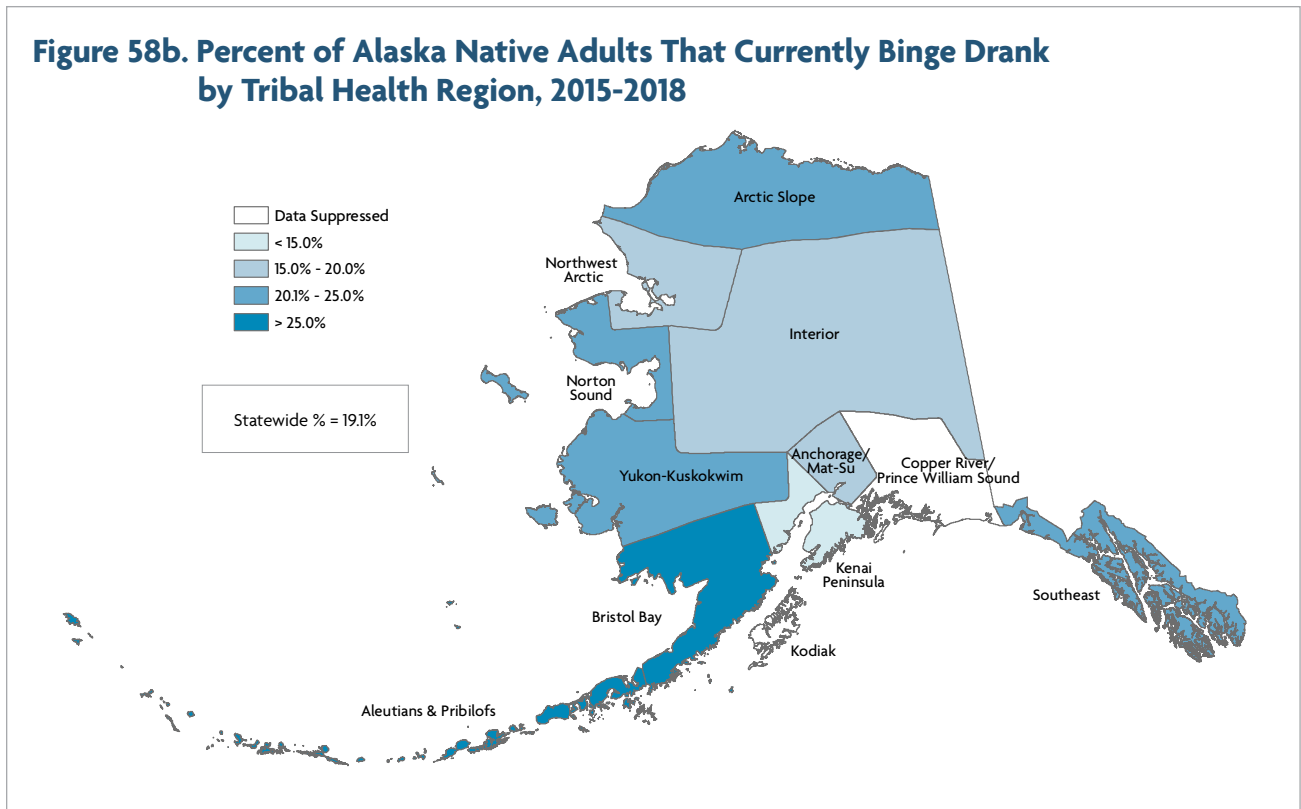 Figure 58b. Percent of Alaska Native Adults That Currently Binge Drank
by Tribal Health Region, 2015-2018
Data Suppressed
< 15.0%
15.0% - 20.0%
20.1% - 25.0%
> 25.0%
Statewide % = 19.1%
Arctic Slope
Northwest
Arctic
Interior
Norton
Sound
Anchorage/
Mat-Su
Copper River/
Prince William Sound
Yukon-Kuskokwim
Kenai
Peninsula
Southeast
Bristol Bay
Kodiak
Aleutians & Pribilofs